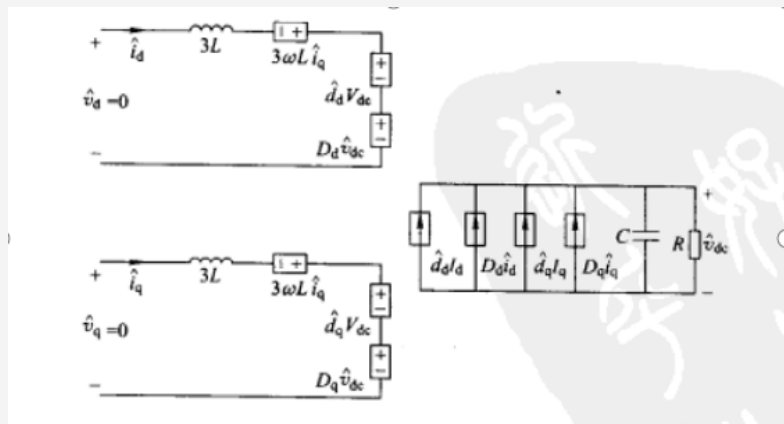 + î_d 3L 3ωL î_q
v̂_d =0 d̂_d V_dc
D_d v̂_dc
C R v̂_dc
d̂_d I_d D_d î_d d̂_q I_q D_q î_q
î_q 3L 3ωL î_q
v̂_q =0 d̂_q V_dc
D_q v̂_dc